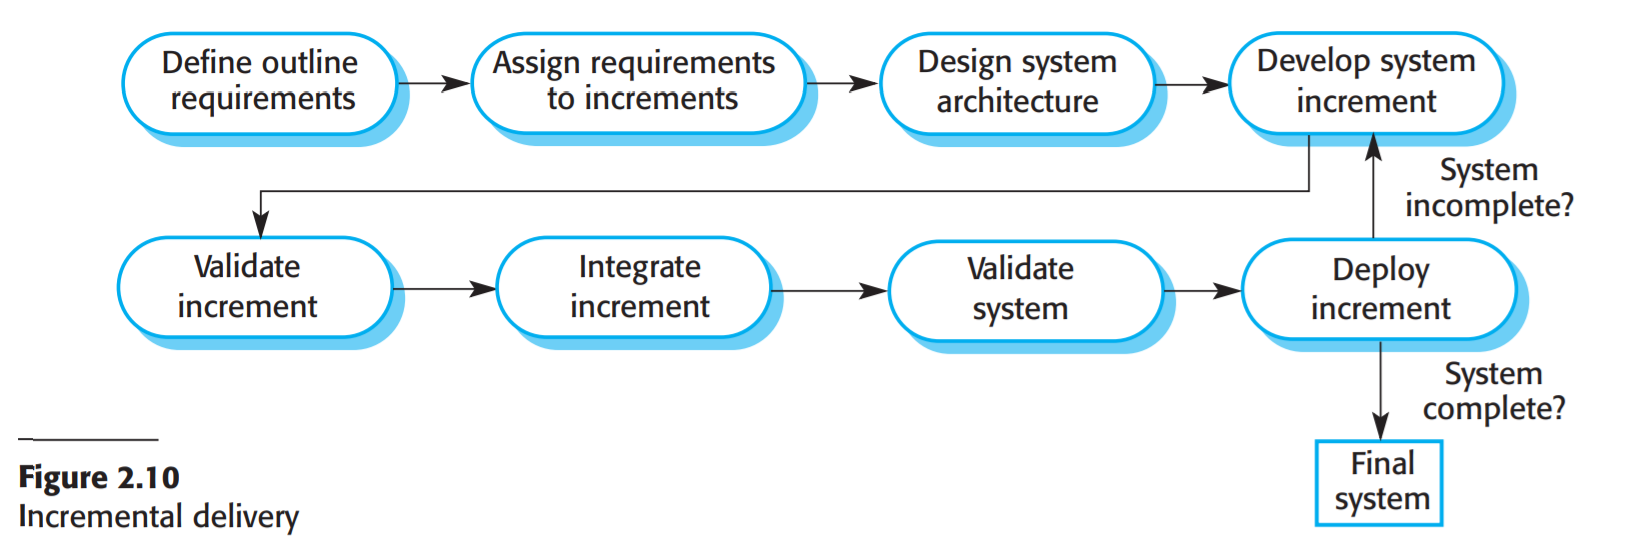 Define outline
requirements
Assign requirements
to increments
Design system
architecture
Develop system
increment
System
incomplete?
Validate
increment
Integrate
increment
Validate
system
Deploy
increment
System
complete?
Final
system
Figure 2.10
Incremental delivery